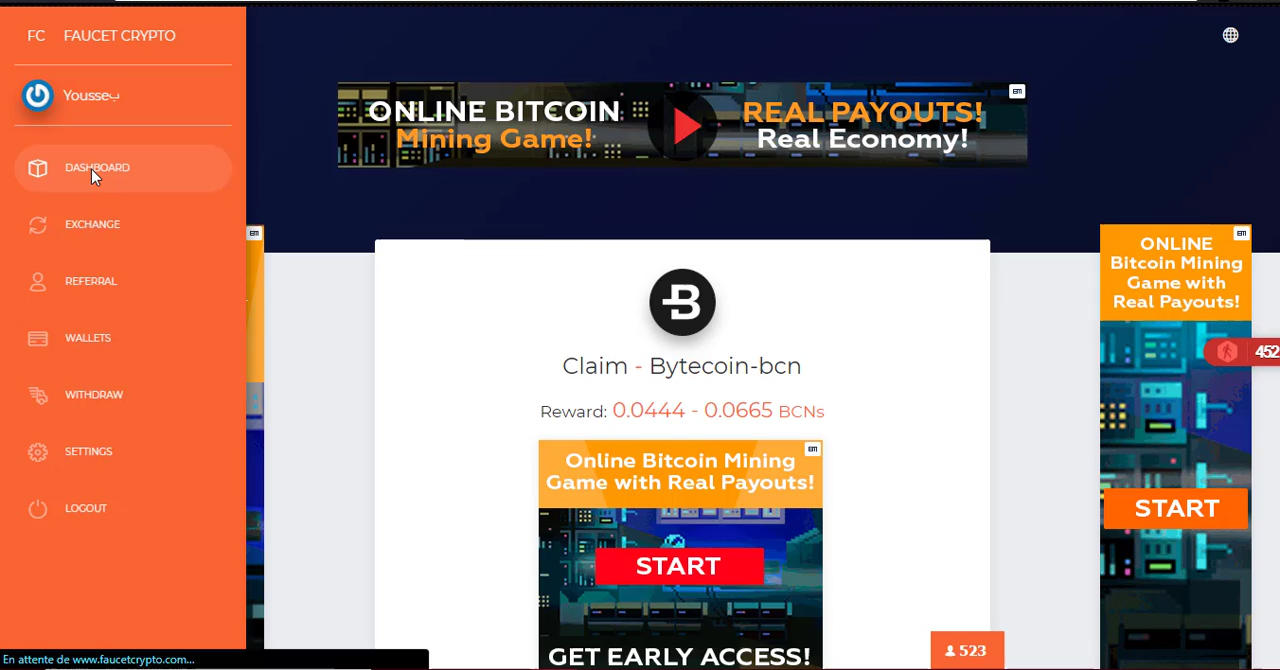 FC FAUCET CRYPTO
DASHBOARD
EXCHANGE
REFERRAL
WALLETS
WITHDRAW
SETTINGS
LOGOUT
En attente de www.faucetcrypto.com...
ONLINE BITCOIN
Mining Game!
REAL PAYOUTS!
Real Economy!
Claim - Bytecoin-bcn
Reward: 0.0444 - 0.0665 BCNs
Online Bitcoin Mining
Game with Real Payouts!
START
GET EARLY ACCESS!
523
ONLINE
Bitcoin Mining
Game with
Real Payouts!
452
START